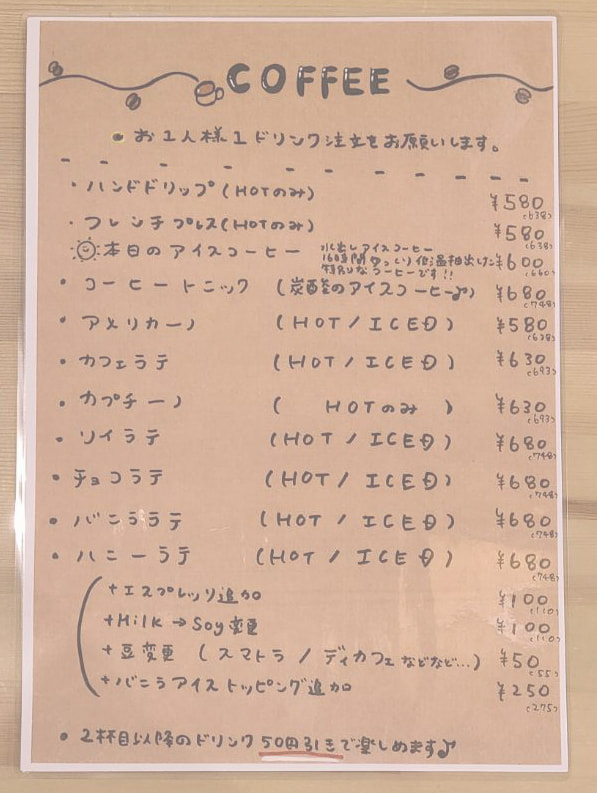 COFFEE
• お1人様1ドリンク注文をお願いします。
・ハンドドリップ(HOTのみ) ¥580 (638)
・フレンチプレス(HOTのみ) ¥580 (638)
本日のアイスコーヒー 水出しアイスコーヒー ¥600 (660)
16時間ゆっくり低温抽出した
特別なコーヒーです!!
・コーヒートニック (炭酸のアイスコーヒー♪) ¥680 (748)
・アメリカーノ (HOT / ICED) ¥580 (638)
・カフェラテ (HOT / ICED) ¥630 (693)
・カプチーノ ( HOTのみ ) ¥630 (693)
・ソイラテ (HOT / ICED) ¥680 (748)
・チョコラテ (HOT / ICED) ¥680 (748)
・バニララテ (HOT / ICED) ¥680 (748)
・ハニーラテ (HOT / ICED) ¥680 (748)
+エスプレッソ追加 ¥100 (110)
+Milk→Soy変更 ¥100 (110)
+豆変更 (スマトラ / ディカフェなどなど...) ¥50 (55)
+バニラアイストッピング追加 ¥250 (275)
• 2杯目以降のドリンク50円引きで楽しめます♪